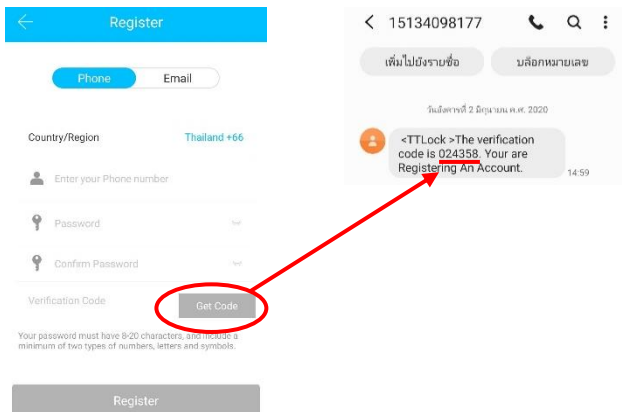 Register
Phone Email
Country/Region Thailand +66
Enter your Phone number
Password
Confirm Password
Verification Code Get Code
Your password must have 8-20 characters, and include a
minimum of two types of numbers, letters and symbols.
Register
15134098177
เพิ่มไปยังรายชื่อ บล็อกหมายเลข
วันอังคารที่ 2 มิถุนายน ค.ศ. 2020
<TTLock >The verification
code is 024358. Your are
Registering An Account.
14:59